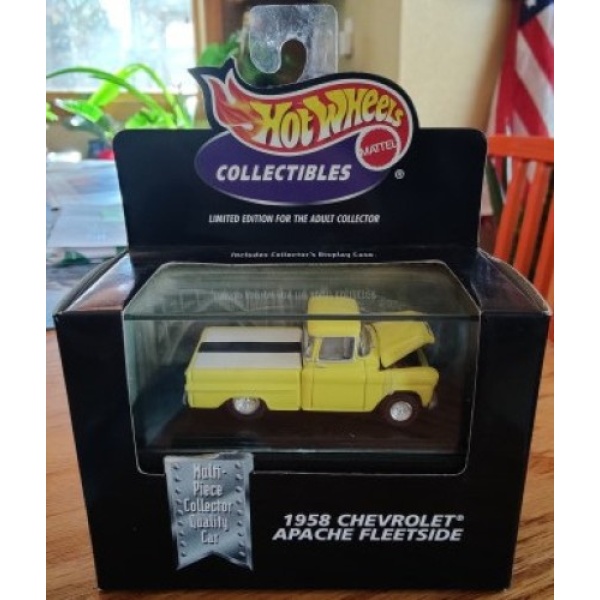 Hot Wheels
MATTEL
COLLECTIBLES ®
LIMITED EDITION FOR THE ADULT COLLECTOR
Includes Collector's Display Case
Multi-
Piece
Collector
Quality
Car
1958 CHEVROLET®
APACHE FLEETSIDE